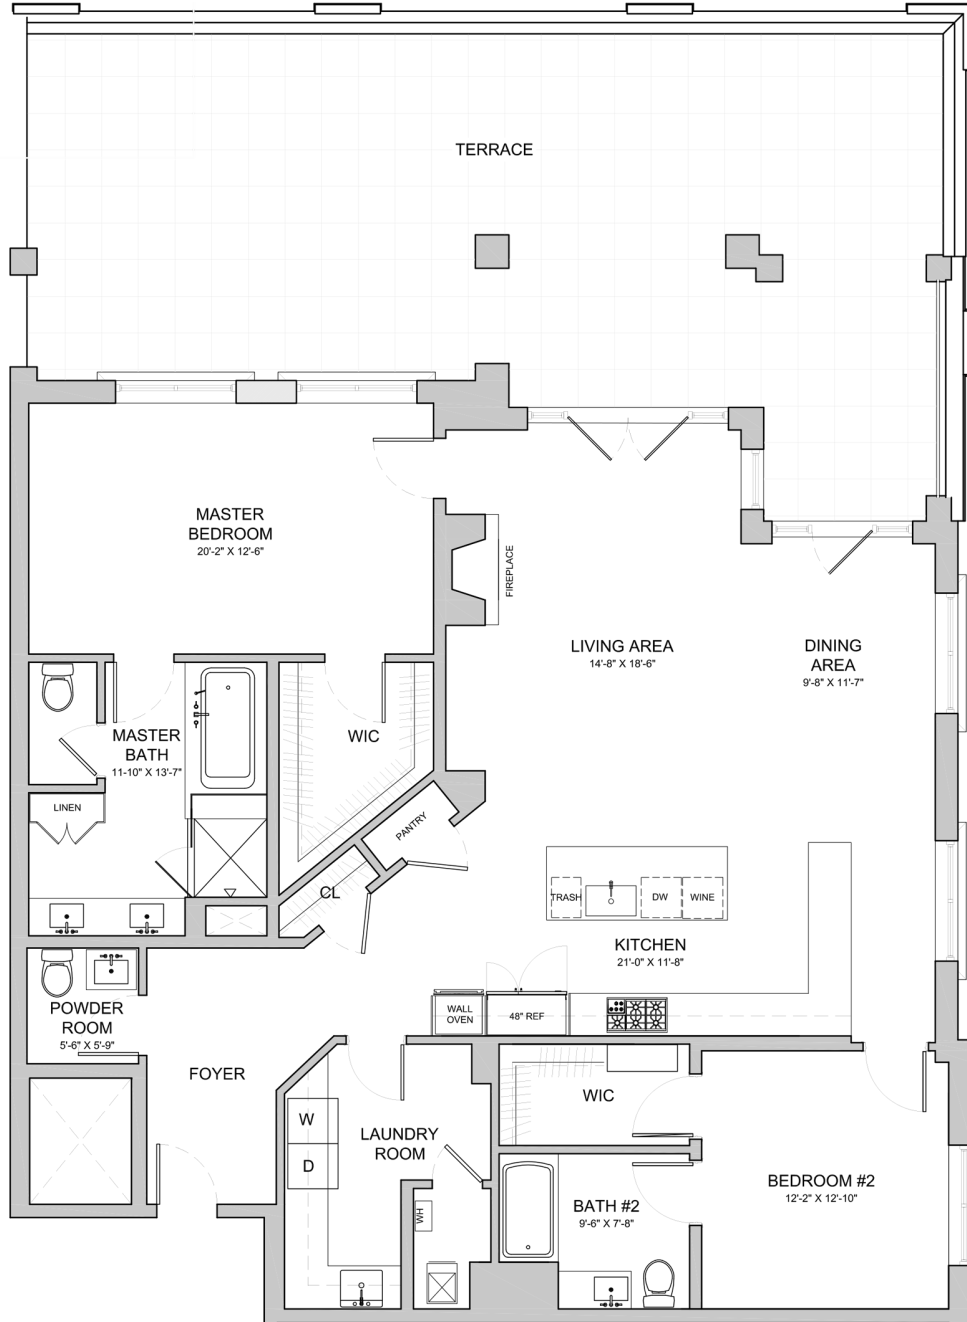 TERRACE
MASTER
BEDROOM
20'-2" X 12'-6"
FIREPLACE
LIVING AREA
14'-8" X 18'-6"
DINING
AREA
9'-8" X 11'-7"
MASTER
BATH
11-10" X 13'-7"
WIC
LINEN
PANTRY
CL
TRASH
DW
WINE
KITCHEN
21'-0" X 11'-8"
WALL
OVEN
48" REF
POWDER
ROOM
5'-6" X 5'-9"
FOYER
W
D
LAUNDRY
ROOM
WH
WIC
BATH #2
9'-6" X 7'-8"
BEDROOM #2
12'-2" X 12'-10"